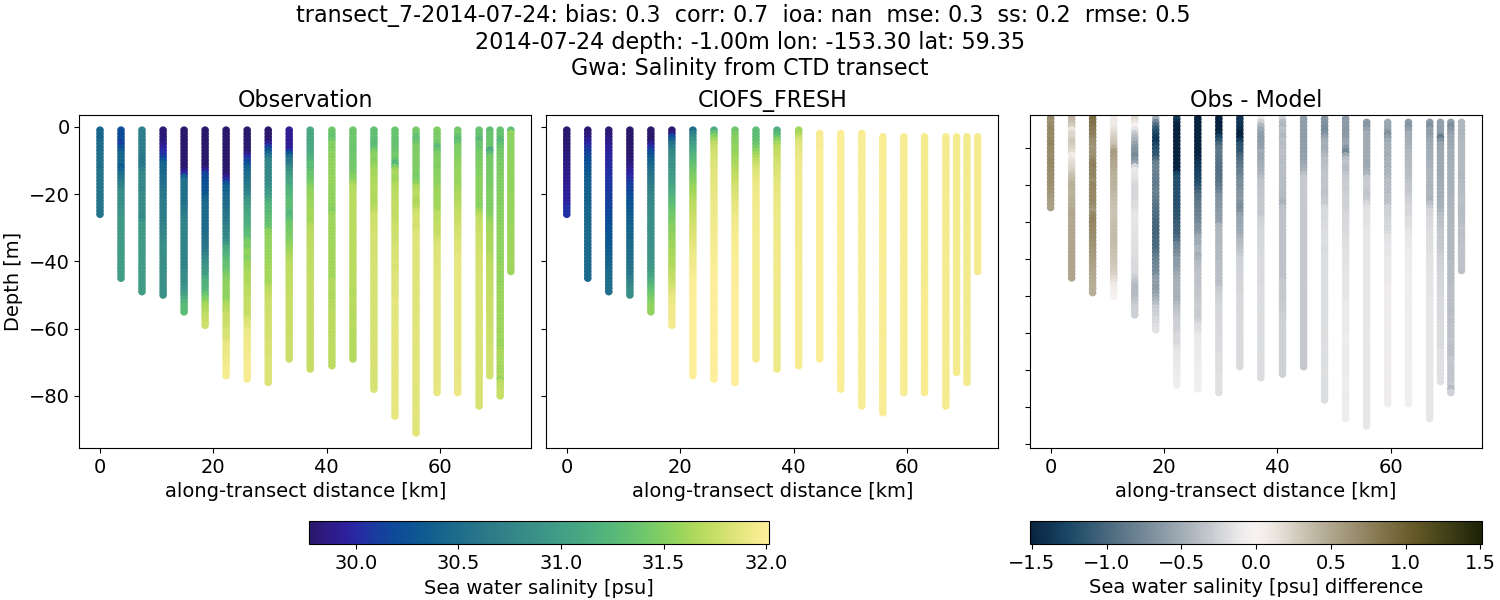 transect_7-2014-07-24: bias: 0.3 corr: 0.7 ioa: nan mse: 0.3 ss: 0.2 rmse: 0.5
2014-07-24 depth: -1.00m lon: -153.30 lat: 59.35
Gwa: Salinity from CTD transect
Observation
CIOFS_FRESH
Obs - Model
Depth [m]
0
−20
−40
−60
−80
0 20 40 60
along-transect distance [km]
0 20 40 60
along-transect distance [km]
0 20 40 60
along-transect distance [km]
30.0 30.5 31.0 31.5 32.0
Sea water salinity [psu]
−1.5 −1.0 −0.5 0.0 0.5 1.0 1.5
Sea water salinity [psu] difference